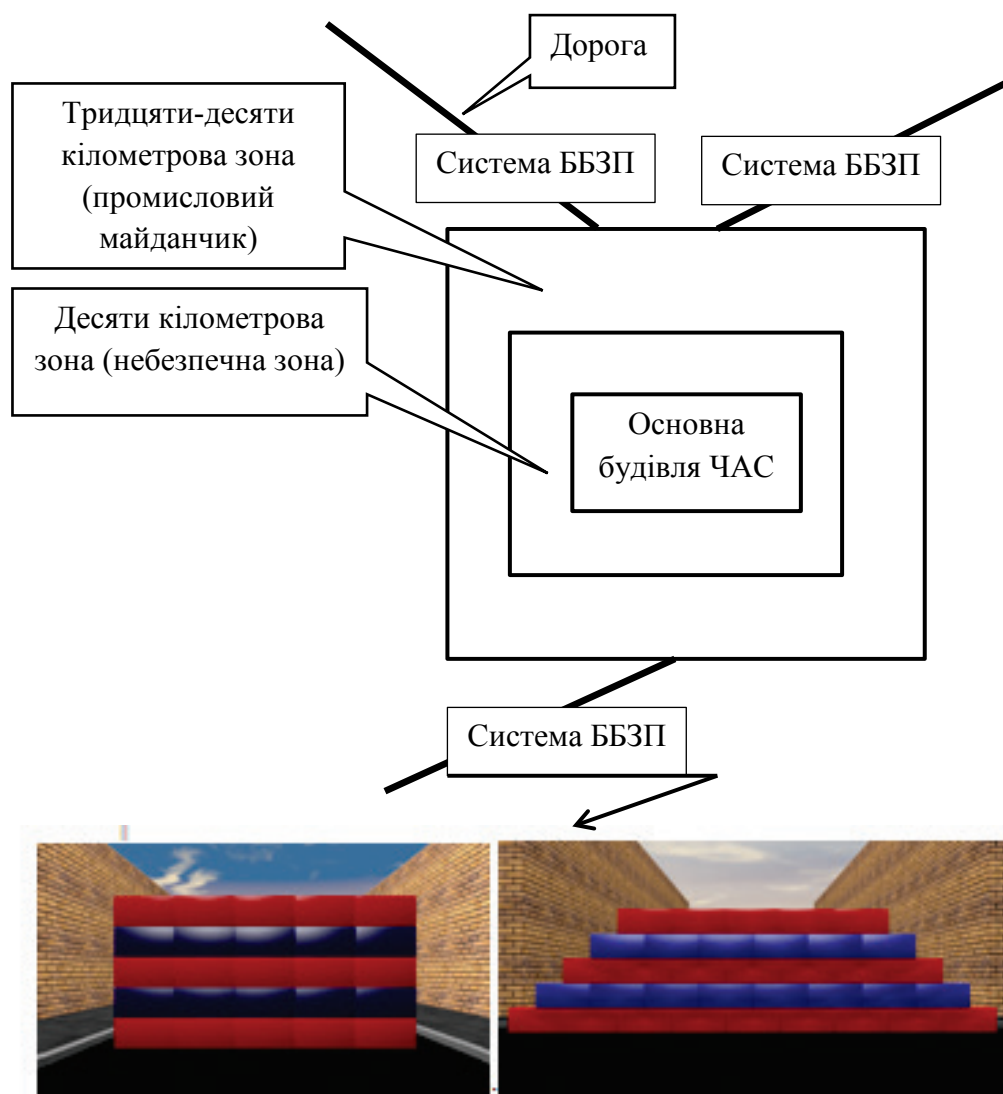 Дорога
Тридцяти-десяти
кілометрова зона
(промисловий
майданчик)
Система ББЗП
Система ББЗП
Десяти кілометрова
зона (небезпечна зона)
Основна
будівля ЧАС
Система ББЗП